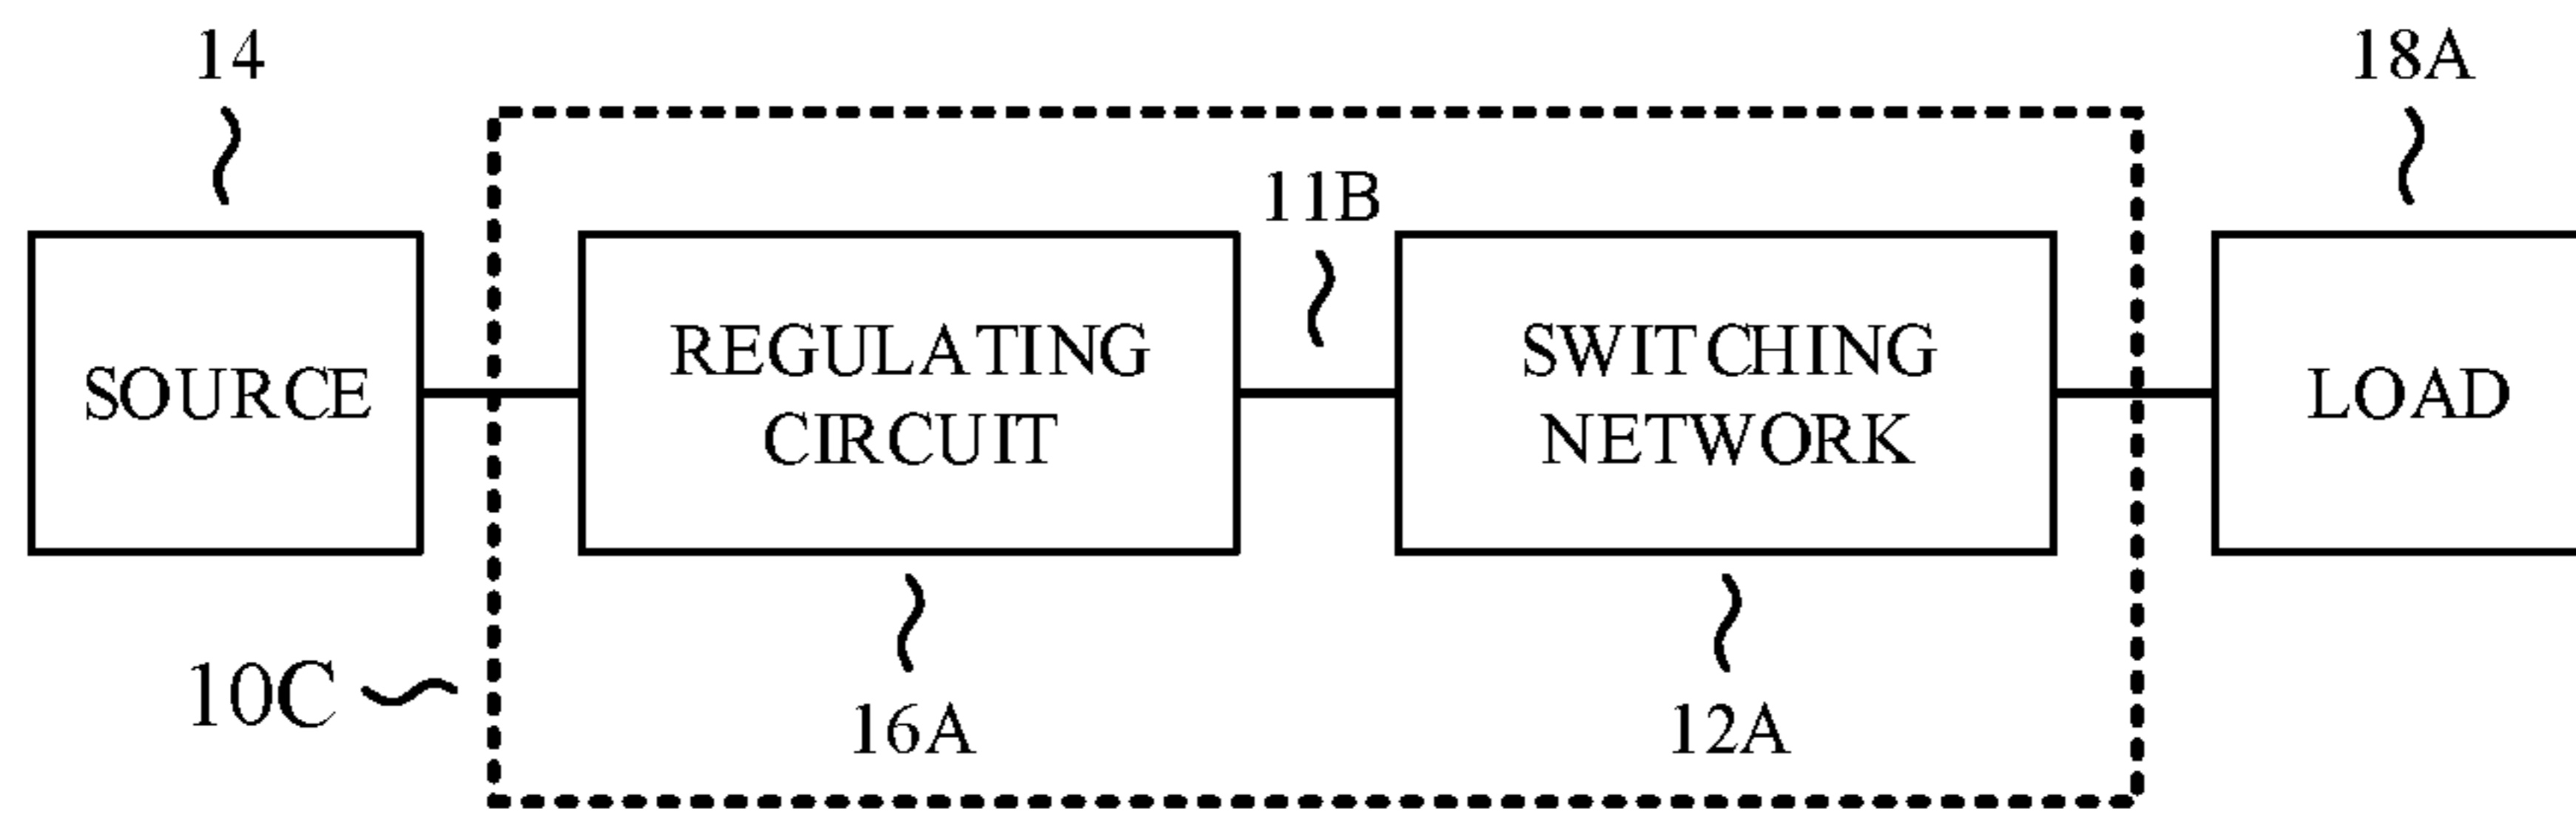 14
18A
11B
SOURCE
REGULATING
CIRCUIT
SWITCHING
NETWORK
LOAD
10C
16A
12A